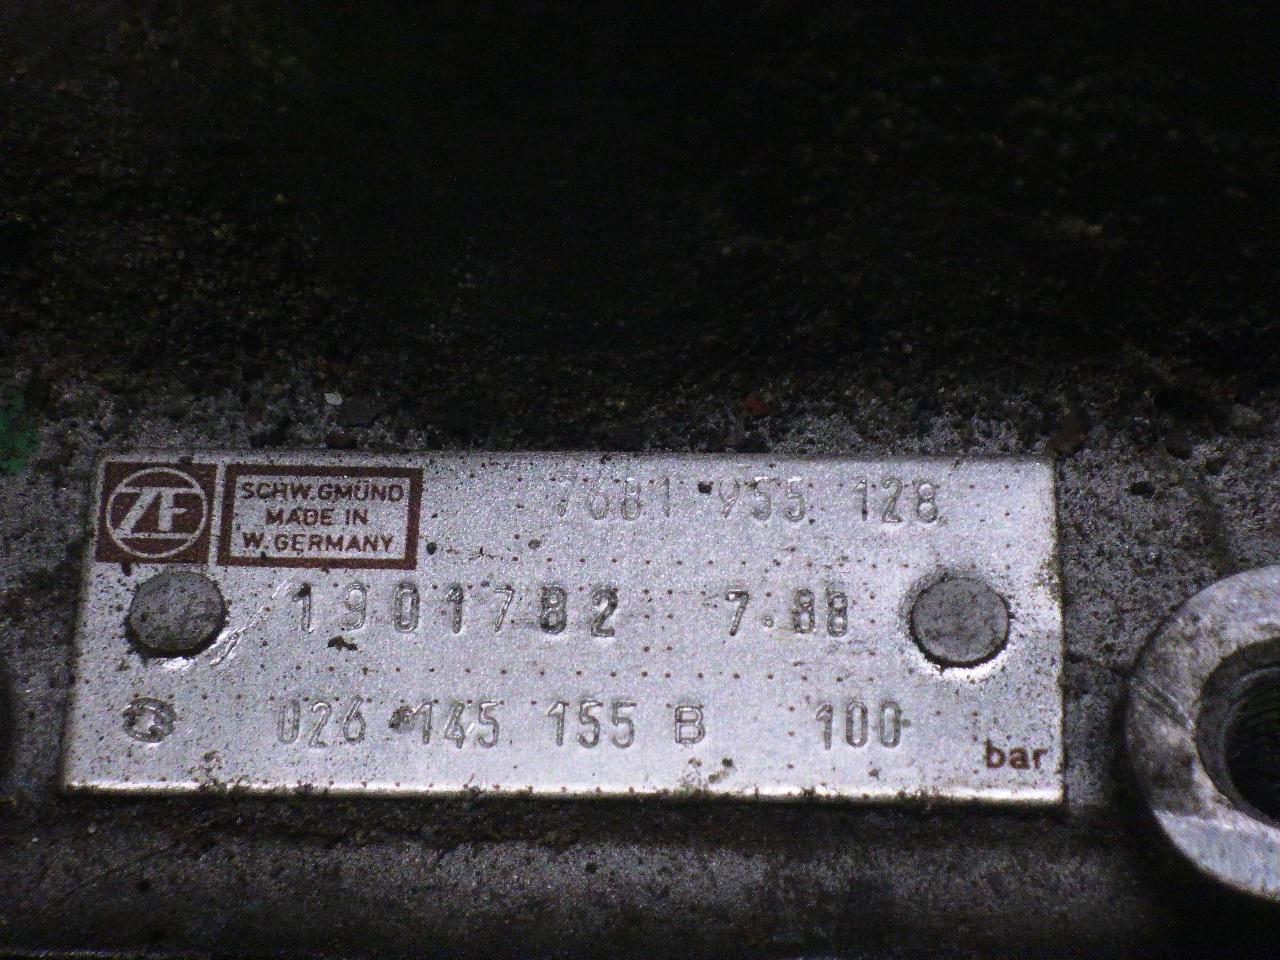 ZF
SCHW.GMÜND
MADE IN
W. GERMANY
7681 955 128
1901782 7.88
026 145 155 B 100
bar